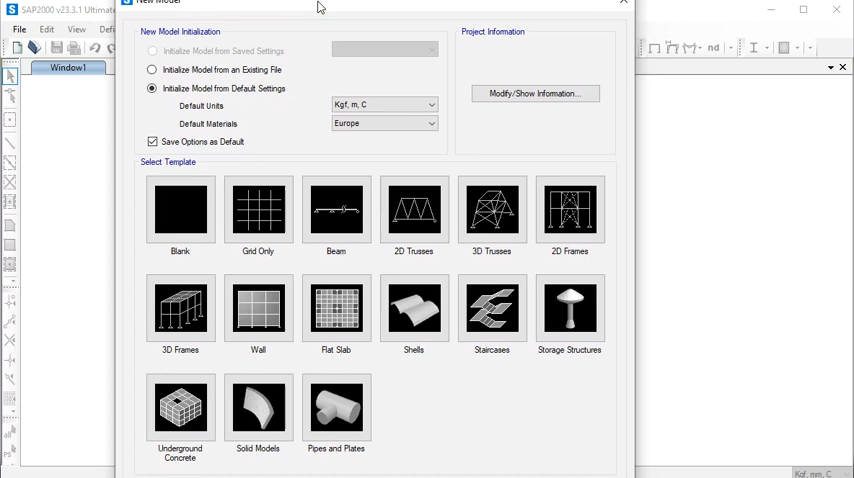 SAP2000 v23.3.1 Ultimate
New Model
File Edit View
nd
Window1
New Model Initialization
Project Information
Initialize Model from Saved Settings
Initialize Model from an Existing File
Initialize Model from Default Settings
Modify/Show Information...
Default Units
Kgf, m, C
Default Materials
Europe
Save Options as Default
Select Template
Blank
Grid Only
Beam
2D Trusses
3D Trusses
2D Frames
3D Frames
Wall
Flat Slab
Shells
Staircases
Storage Structures
Underground
Concrete
Solid Models
Pipes and Plates
all
PS
Kgf, mm, C